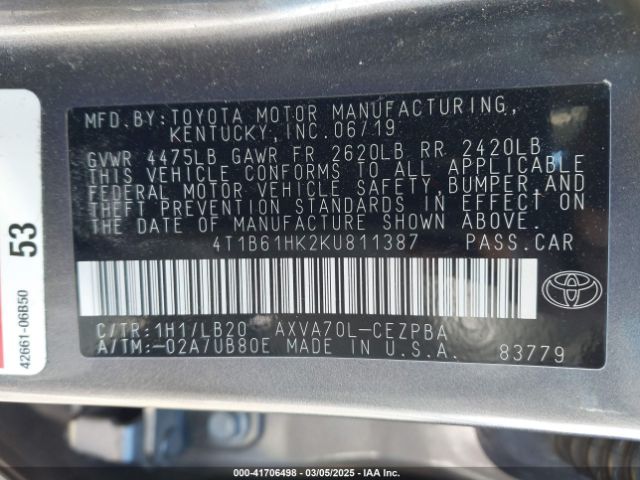 MFD.BY:TOYOTA MOTOR MANUFACTURING,
KENTUCKY,INC.06/19
GVWR 4475LB GAWR FR 2620LB RR 2420LB
THIS VEHICLE CONFORMS TO ALL APPLICABLE
FEDERAL MOTOR VEHICLE SAFETY,BUMPER,AND
THEFT PREVENTION STANDARDS IN EFFECT ON
THE DATE OF MANUFACTURE SHOWN ABOVE.
4T1B61HK2KU811387 PASS.CAR
C/TR:1H1/LB20 AXVA70L-CEZPBA
A/TM:-02A/UB80E MADE IN U.S.A. 83779
TOYOTA
53
42661-06B50
000-41706498 - 03/05/2025 - IAA Inc.